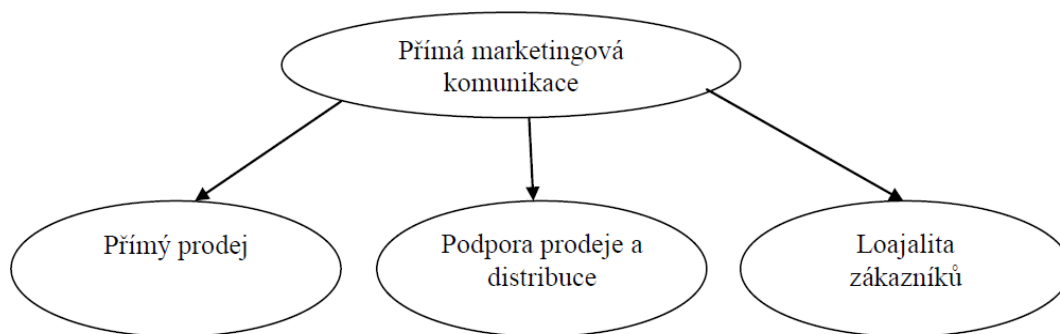 Přímá marketingová
komunikace
Přímý prodej
Podpora prodeje a
distribuce
Loajalita
zákazníků